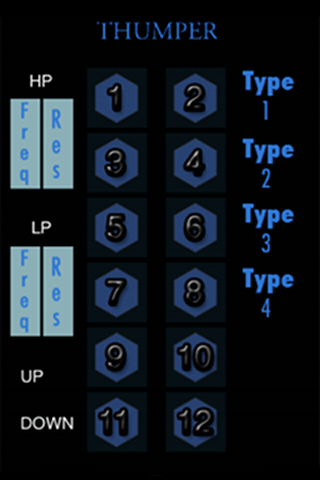 THUMPER
HP
Freq
Res
1
2
Type
1
3
4
Type
2
LP
Freq
Res
5
6
Type
3
7
8
Type
4
UP
9
10
DOWN
11
12